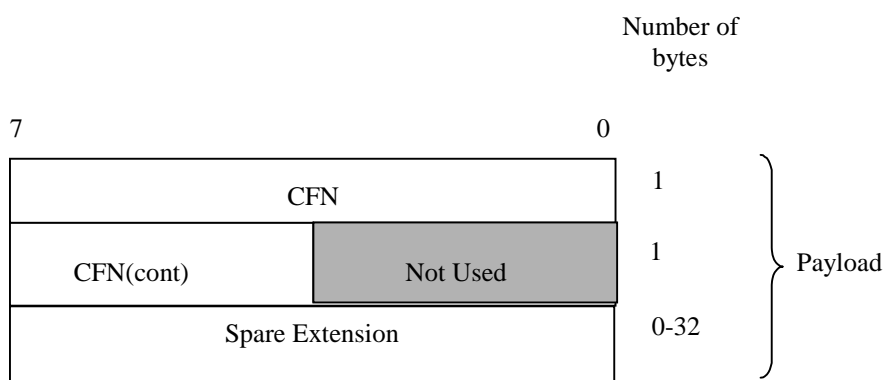 Number of
bytes
7 0
CFN 1
CFN(cont) Not Used 1
Payload
Spare Extension 0-32